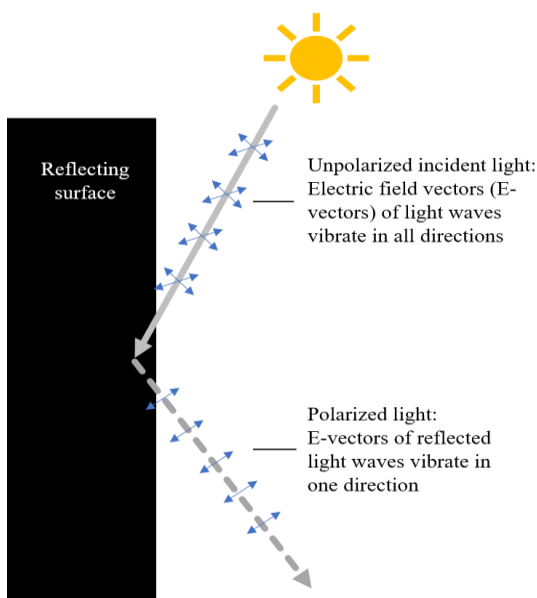 Reflecting
surface
Unpolarized incident light:
Electric field vectors (E-
vectors) of light waves
vibrate in all directions
Polarized light:
E-vectors of reflected
light waves vibrate in
one direction